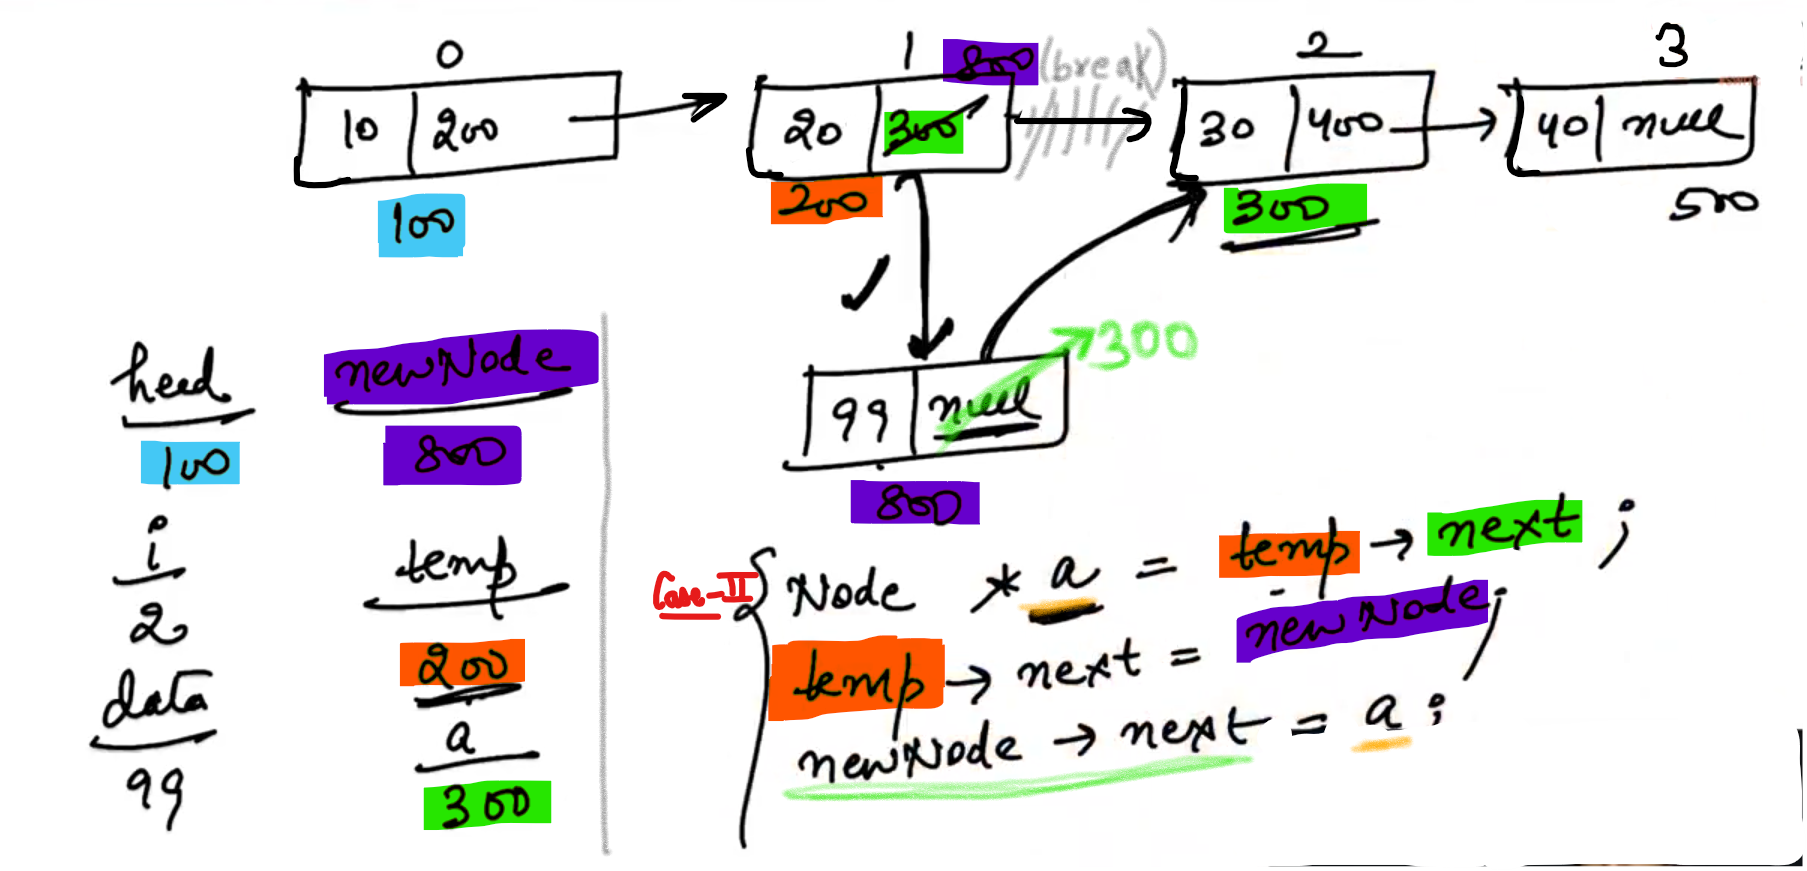 0 1 800 (break) 2 3
10 200 20 300 30 400 40 null
100 200 300 500
300
99 null
800
head newNode
100 800
i temp
2 200
data a
99 300
Case-II
Node *a = temp → next ;
temp → next = newNode;
newNode → next = a ;